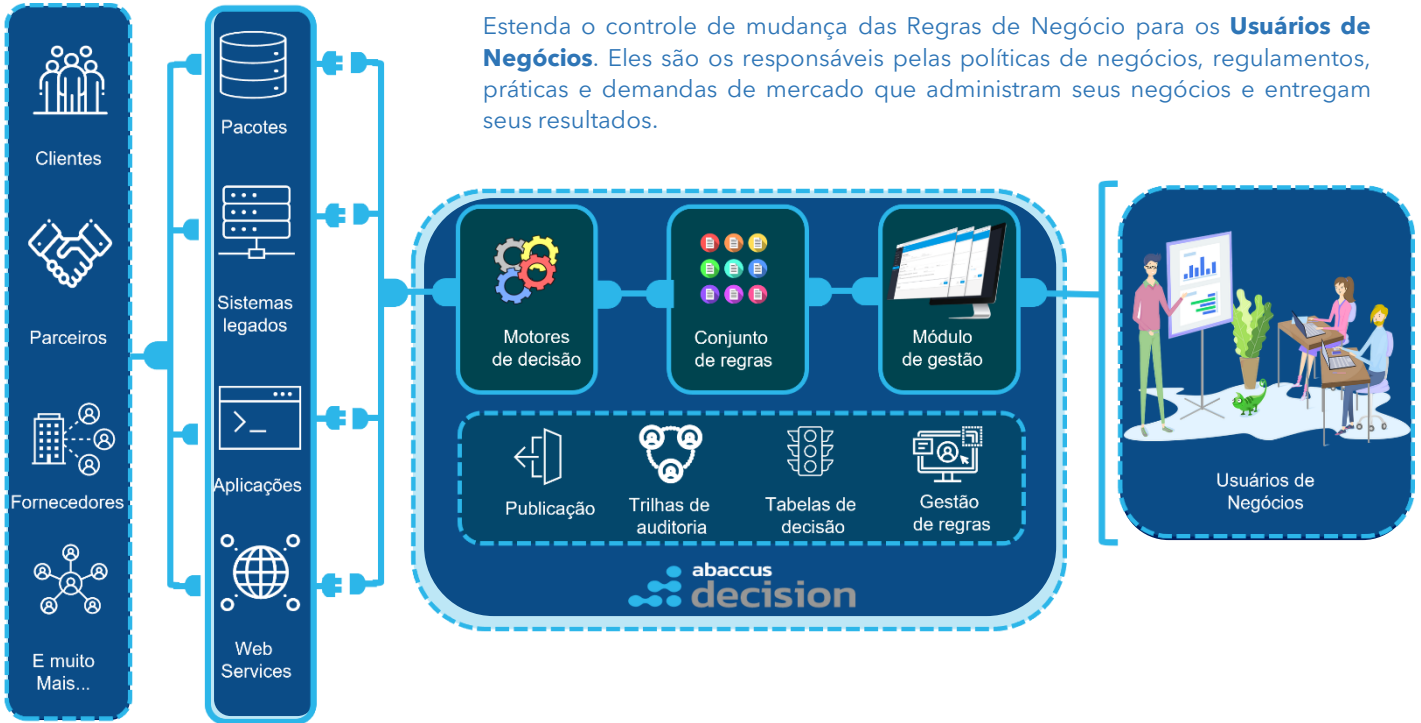 Estenda o controle de mudança das Regras de Negócio para os Usuários de
Negócios. Eles são os responsáveis pelas políticas de negócios, regulamentos,
práticas e demandas de mercado que administram seus negócios e entregam
seus resultados.
Clientes
Parceiros
Fornecedores
E muito
Mais...
Pacotes
Sistemas
legados
Aplicações
Web
Services
Motores
de decisão
Conjunto
de regras
Módulo
de gestão
Publicação
Trilhas de
auditoria
Tabelas de
decisão
Gestão
de regras
abaccus
decision
Usuários de
Negócios